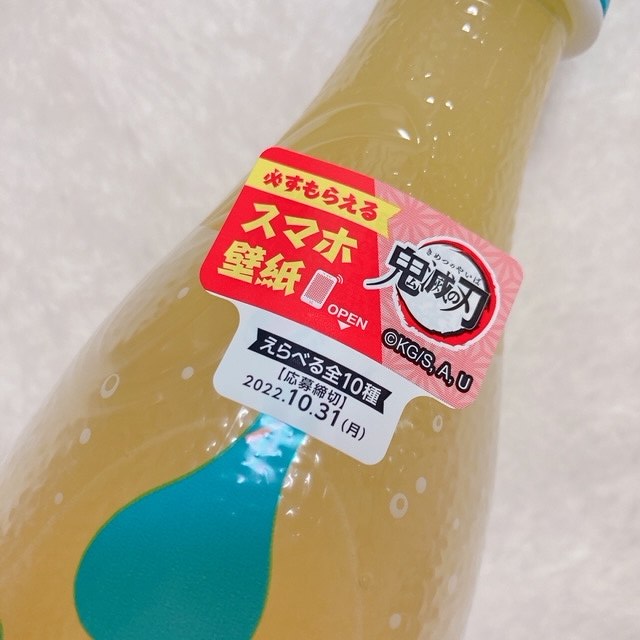 必ずもらえる
スマホ
壁紙
OPEN
きめつのやいば
鬼滅の刃
©KG/S, A, U
えらべる全10種
【応募締切】
2022.10.31(月)